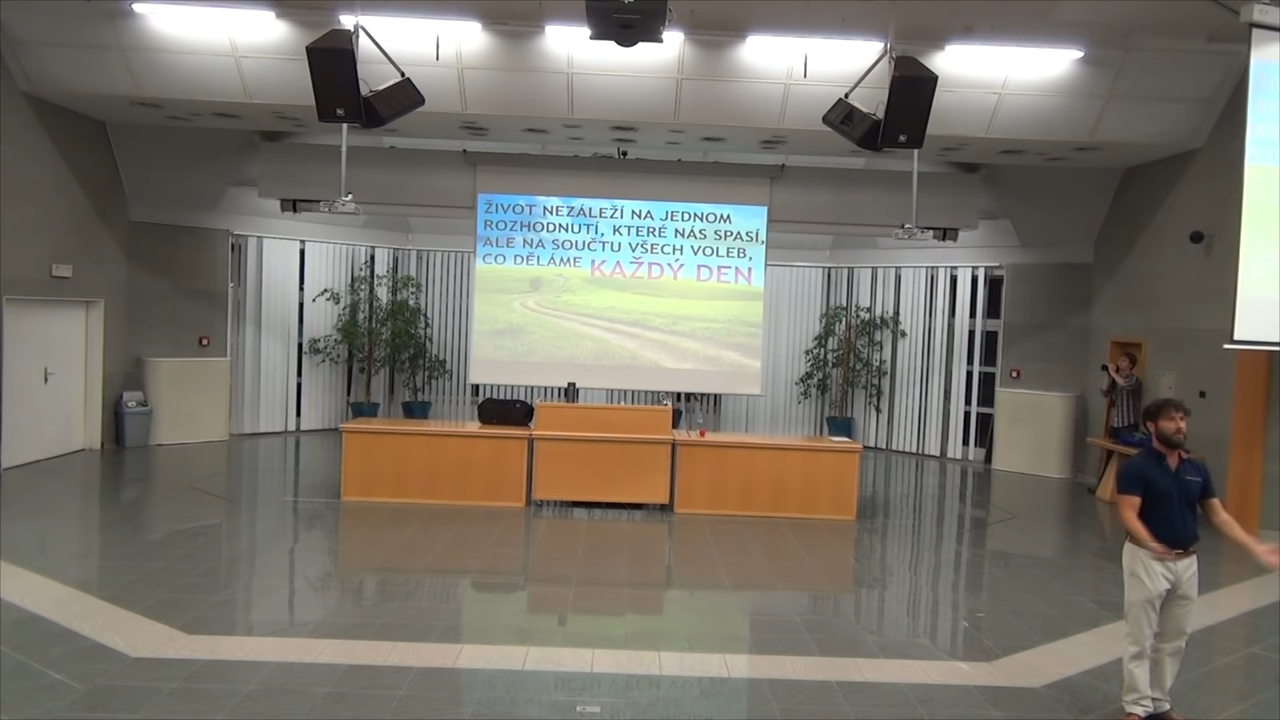 ŽIVOT NEZÁLEŽÍ NA JEDNOM
ROZHODNUTÍ, KTERÉ NÁS SPASÍ,
ALE NA SOUČTU VŠECH VOLEB,
CO DĚLÁME KAŽDÝ DEN